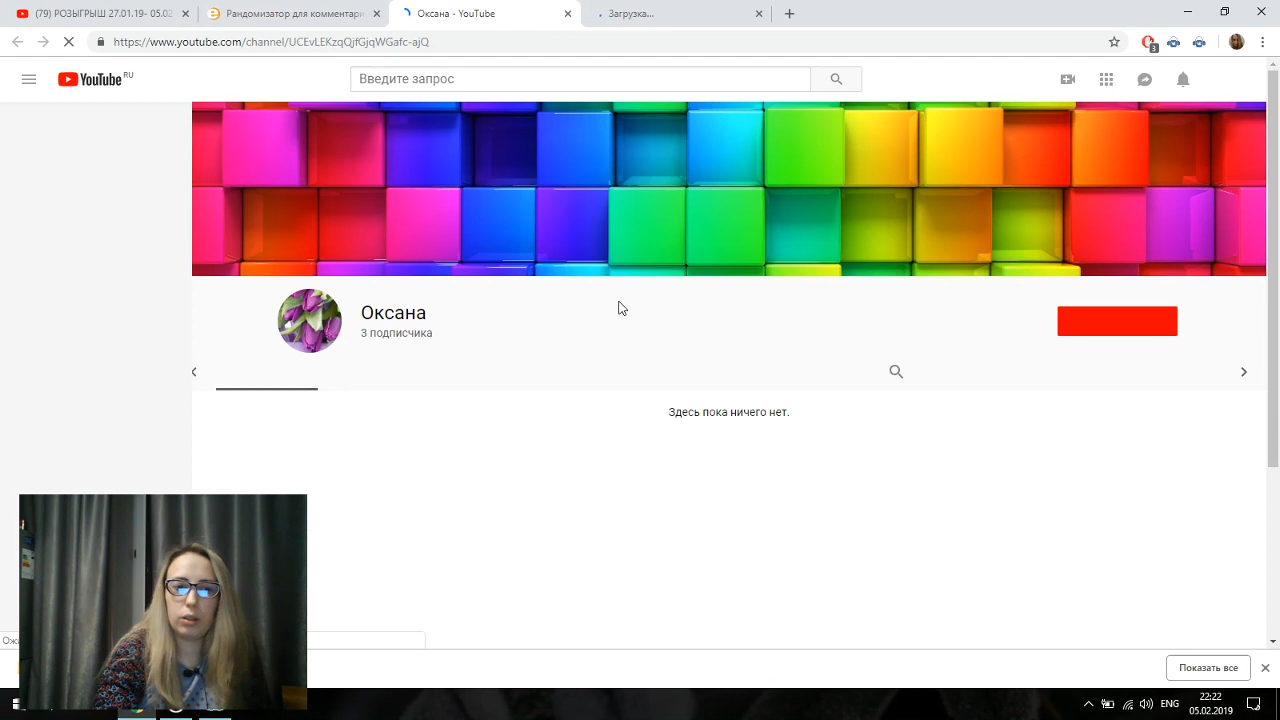 (79) РОЗЫГРЫШ 27.01.19- 05.02
Рандомизатор для комментари
Оксана - YouTube
Загрузка...
https://www.youtube.com/channel/UCEvLEKzqQjfGjqWGafc-ajQ
3
YouTube RU
Введите запрос
Оксана
3 подписчика
Здесь пока ничего нет.
Показать все
ENG
22:22
05.02.2019